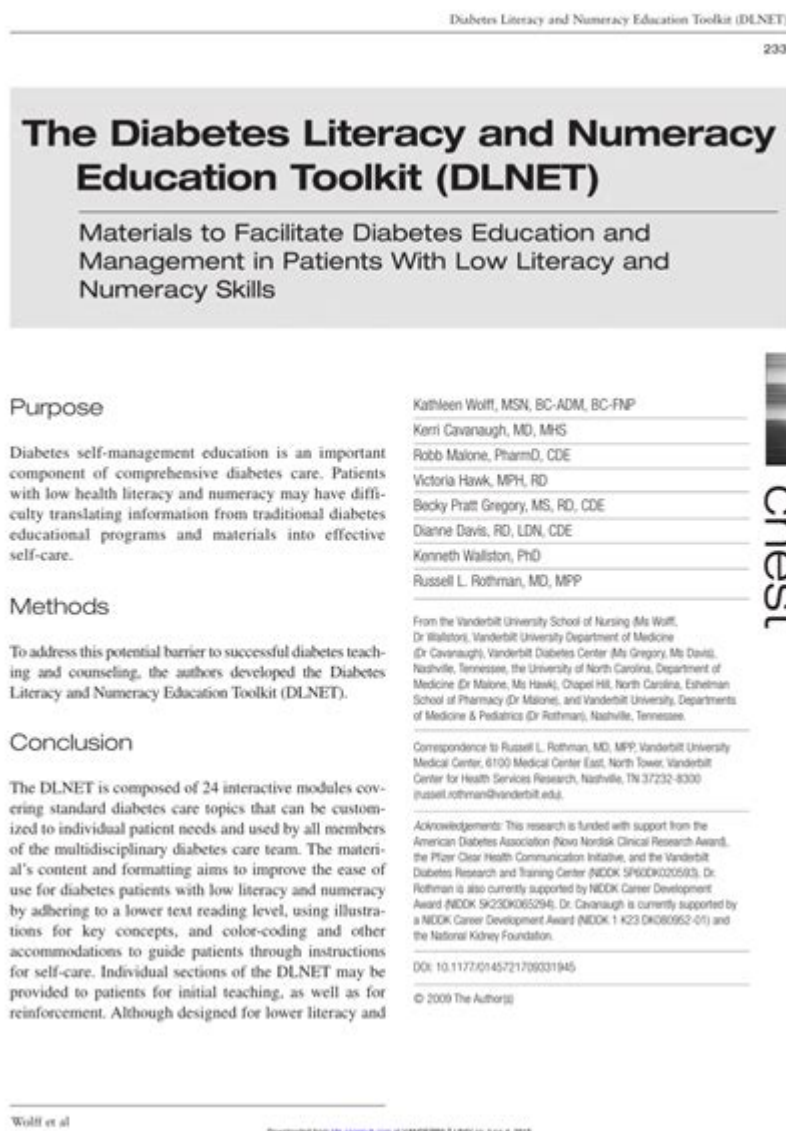 Diabetes Literacy and Numeracy Education Toolkit (DLNET)
233
The Diabetes Literacy and Numeracy
Education Toolkit (DLNET)
Materials to Facilitate Diabetes Education and
Management in Patients With Low Literacy and
Numeracy Skills
Purpose
Diabetes self-management education is an important
component of comprehensive diabetes care. Patients
with low health literacy and numeracy may have diffi-
culty translating information from traditional diabetes
educational programs and materials into effective
self-care.
Methods
To address this potential barrier to successful diabetes teach-
ing and counseling, the authors developed the Diabetes
Literacy and Numeracy Education Toolkit (DLNET).
Conclusion
The DLNET is composed of 24 interactive modules cov-
ering standard diabetes care topics that can be custom-
ized to individual patient needs and used by all members
of the multidisciplinary diabetes care team. The materi-
al's content and formatting aims to improve the ease of
use for diabetes patients with low literacy and numeracy
by adhering to a lower text reading level, using illustra-
tions for key concepts, and color-coding and other
accommodations to guide patients through instructions
for self-care. Individual sections of the DLNET may be
provided to patients for initial teaching, as well as for
reinforcement. Although designed for lower literacy and
Kathleen Wolff, MSN, BC-ADM, BC-FNP
Kerri Cavanaugh, MD, MHS
Robb Malone, PharmD, CDE
Victoria Hawk, MPH, RD
Becky Pratt Gregory, MS, RD, CDE
Dianne Davis, RD, LDN, CDE
Kenneth Wallston, PhD
Russell L. Rothman, MD, MPP
From the Vanderbilt University School of Nursing (Ms Wolff,
Dr Wallston), Vanderbilt University Department of Medicine
(Dr Cavanaugh), Vanderbilt Diabetes Center (Ms Gregory, Ms Davis),
Nashville, Tennessee, the University of North Carolina, Department of
Medicine (Dr Malone, Ms Hawk), Chapel Hill, North Carolina, Eshelman
School of Pharmacy (Dr Malone), and Vanderbilt University, Departments
of Medicine & Pediatrics (Dr Rothman), Nashville, Tennessee.
Correspondence to Russell L. Rothman, MD, MPP, Vanderbilt University
Medical Center, 6100 Medical Center East, North Tower, Vanderbilt
Center for Health Services Research, Nashville, TN 37232-8300
(russell.rothman@vanderbilt.edu).
Acknowledgements: This research is funded with support from the
American Diabetes Association (Novo Nordisk Clinical Research Award),
the Pfizer Clear Health Communication Initiative, and the Vanderbilt
Diabetes Research and Training Center (NIDDK 5P60DK020593). Dr.
Rothman is also currently supported by NIDDK Career Development
Award (NIDDK 5K23DK065294). Dr. Cavanaugh is currently supported by
a NIDDK Career Development Award (NIDDK 1 K23 DK080952-01) and
the National Kidney Foundation.
DOI: 10.1177/0145721709331945
© 2009 The Author(s)
chest
Wolff et al